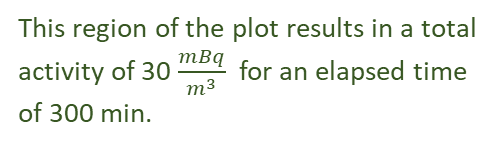 This region of the plot results in a total
activity of 30 mBq/m³ for an elapsed time
of 300 min.